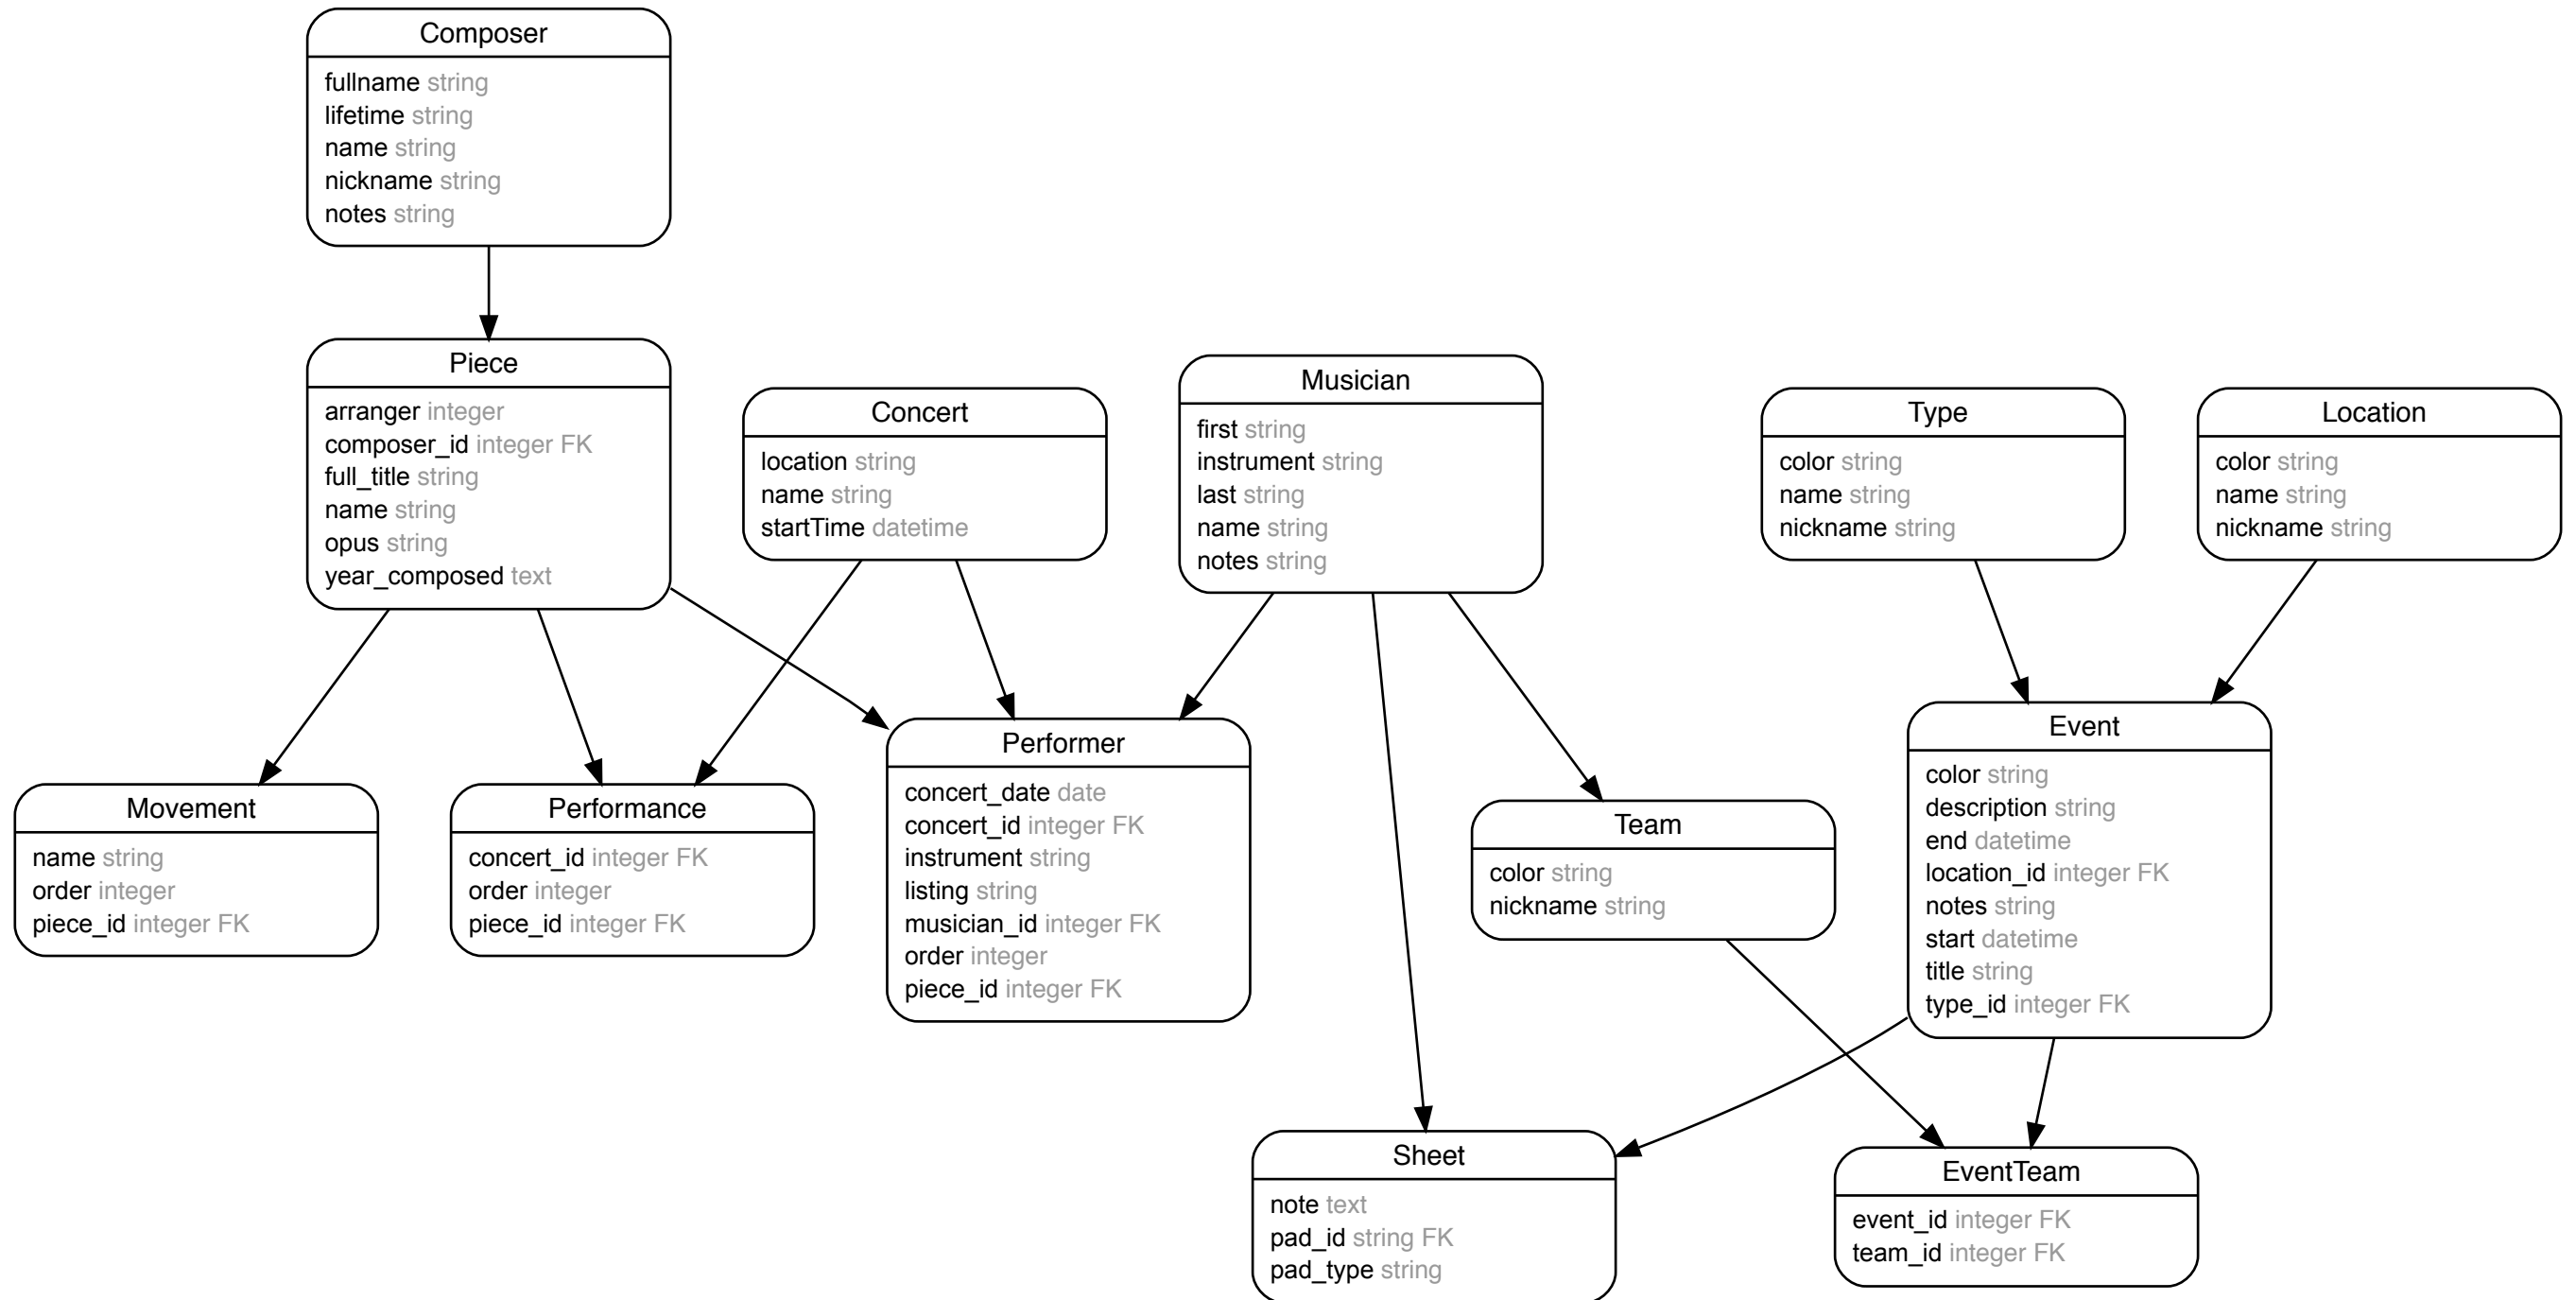 Composer
fullname string
lifetime string
name string
nickname string
notes string
Piece
arranger integer
composer_id integer FK
full_title string
name string
opus string
year_composed text
Concert
location string
name string
startTime datetime
Musician
first string
instrument string
last string
name string
notes string
Type
color string
name string
nickname string
Location
color string
name string
nickname string
Movement
name string
order integer
piece_id integer FK
Performance
concert_id integer FK
order integer
piece_id integer FK
Performer
concert_date date
concert_id integer FK
instrument string
listing string
musician_id integer FK
order integer
piece_id integer FK
Team
color string
nickname string
Event
color string
description string
end datetime
location_id integer FK
notes string
start datetime
title string
type_id integer FK
Sheet
note text
pad_id string FK
pad_type string
EventTeam
event_id integer FK
team_id integer FK